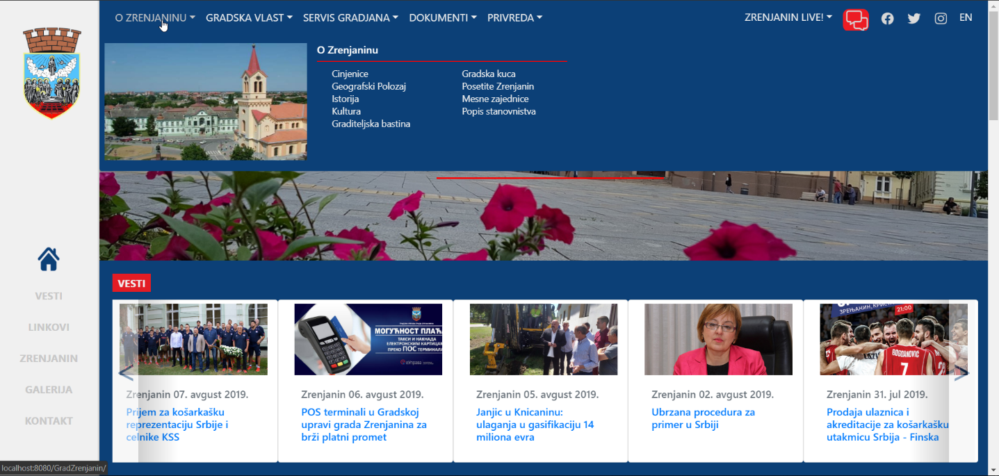 O ZRENJANINU GRADSKA VLAST SERVIS GRADJANA DOKUMENTI PRIVREDA ZRENJANIN LIVE! EN
O Zrenjaninu
Cinjenice
Geografski Polozaj
Istorija
Kultura
Graditeljska bastina
Gradska kuca
Posetite Zrenjanin
Mesne zajednice
Popis stanovnistva
VESTI
LINKOVI
ZRENJANIN
GALERIJA
KONTAKT
VESTI
<
Zrenjanin 07. avgust 2019.
Prijem za košarkašku
reprezentaciju Srbije i
celnike KSS
МОГУЋНОСТ ПЛАЋ
ТАКСИ И НАКНАДА
ЕЛЕКТРОНСКИМ КАРТИЦАМ
ПРЕКО ПОС ТЕРМИНАЛ
еУправа
Zrenjanin 06. avgust 2019.
POS terminali u Gradskoj
upravi grada Zrenjanina za
brži platni promet
Zrenjanin 05. avgust 2019.
Janjic u Knicaninu:
ulaganja u gasifikaciju 14
miliona evra
Zrenjanin 02. avgust 2019.
Ubrzana procedura za
primer u Srbiji
ЗРЕЊАНИН, КРИСТ
21:00
BOGDANOVIĆ
7
Zrenjanin 31. jul 2019.
Prodaja ulaznica i
akreditacije za košarkašku
utakmicu Srbija - Finska
>
localhost:8080/GradZrenjanin/